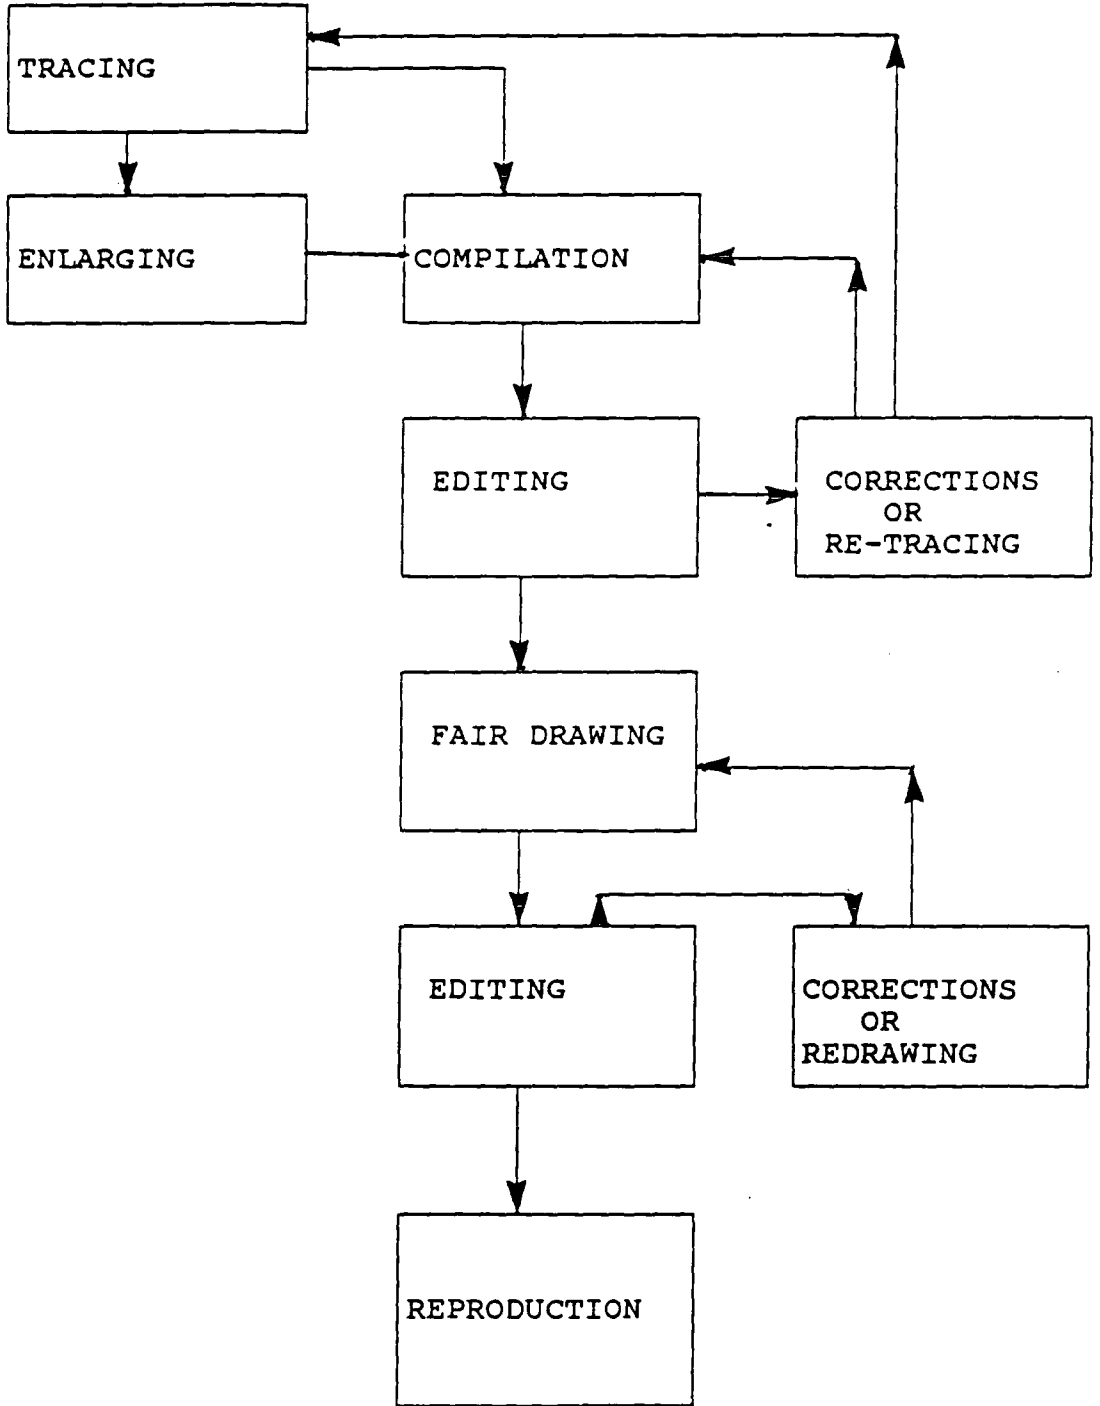 TRACING
ENLARGING
COMPILATION
EDITING
CORRECTIONS
OR
RE-TRACING
FAIR DRAWING
EDITING
CORRECTIONS
OR
REDRAWING
REPRODUCTION